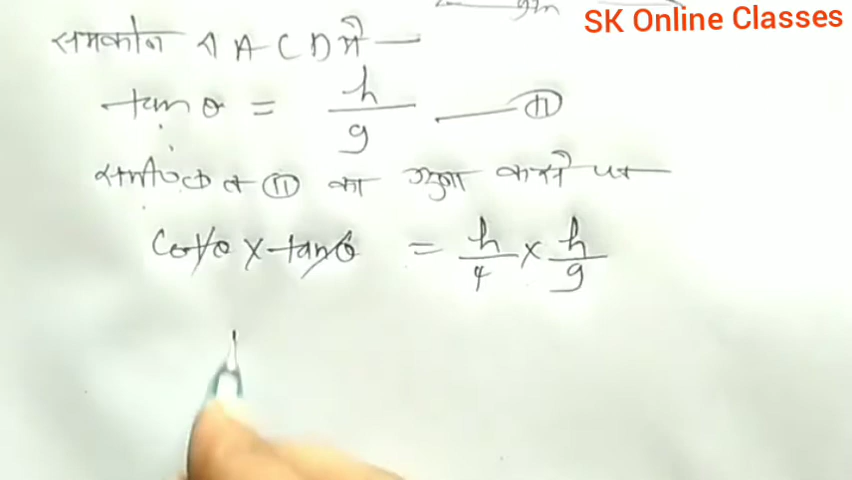 SK Online Classes
समकोण △ ACD में —
tan θ = h/9 — (II)
समी० (I) व (II) का गुणा करने पर
cot θ × tan θ = h/4 × h/9